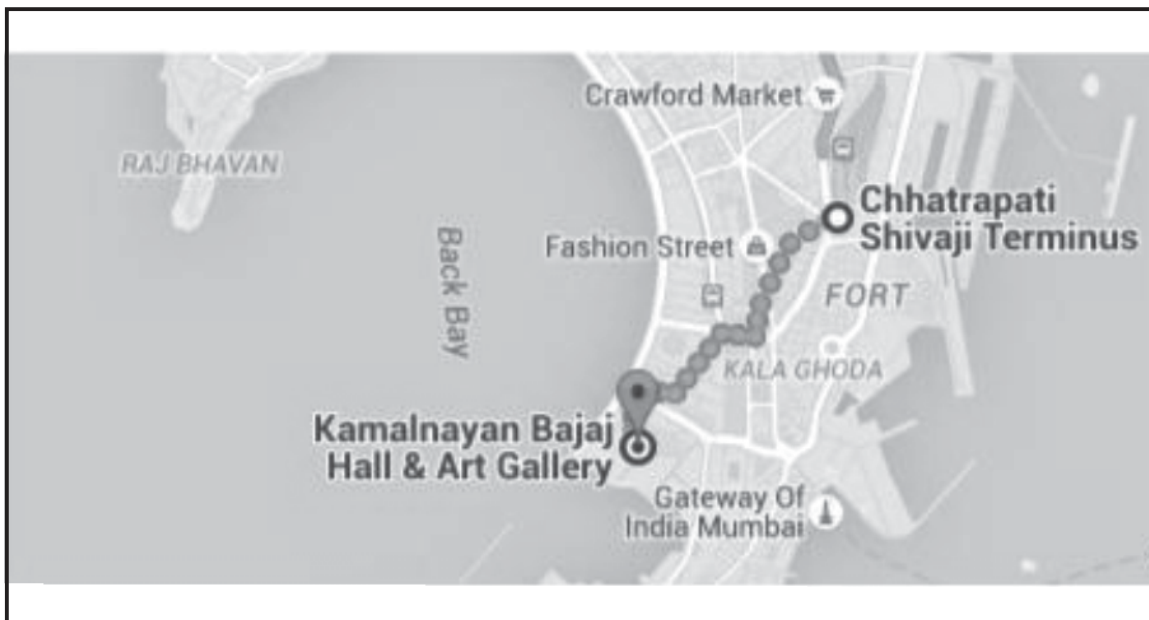 Crawford Market
RAJ BHAVAN
Chhatrapati
Shivaji Terminus
Fashion Street
Back Bay
FORT
KALA GHODA
Kamalnayan Bajaj
Hall & Art Gallery
Gateway Of
India Mumbai